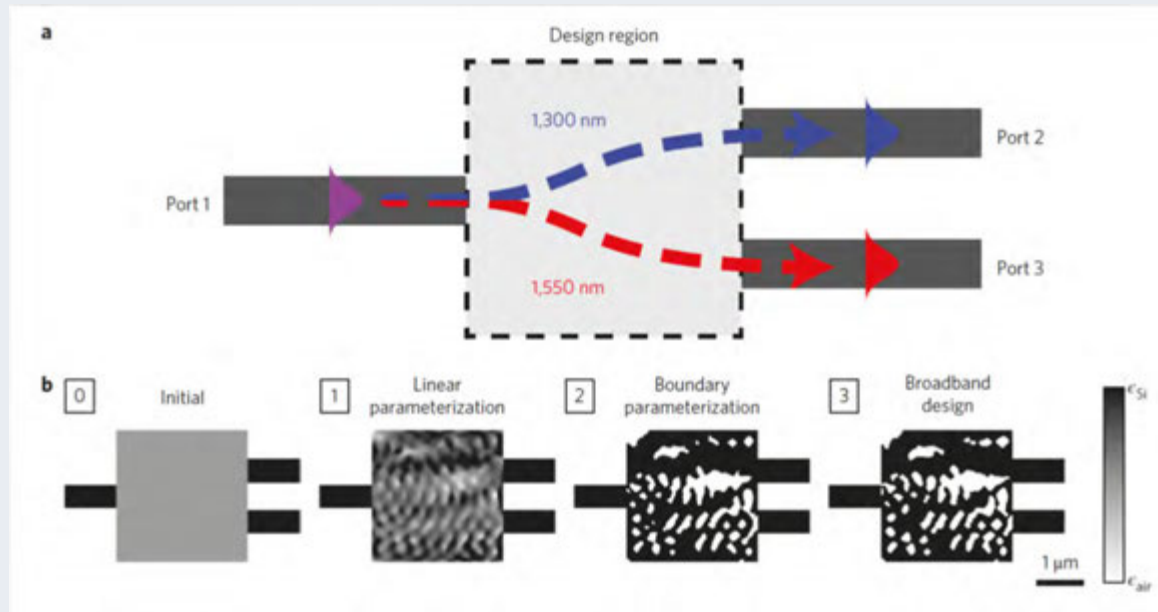 a
Design region
1,300 nm
Port 2
Port 1
Port 3
1,550 nm
b
0
Initial
1
Linear
parameterization
2
Boundary
parameterization
3
Broadband
design
ϵSi
1 µm
ϵair